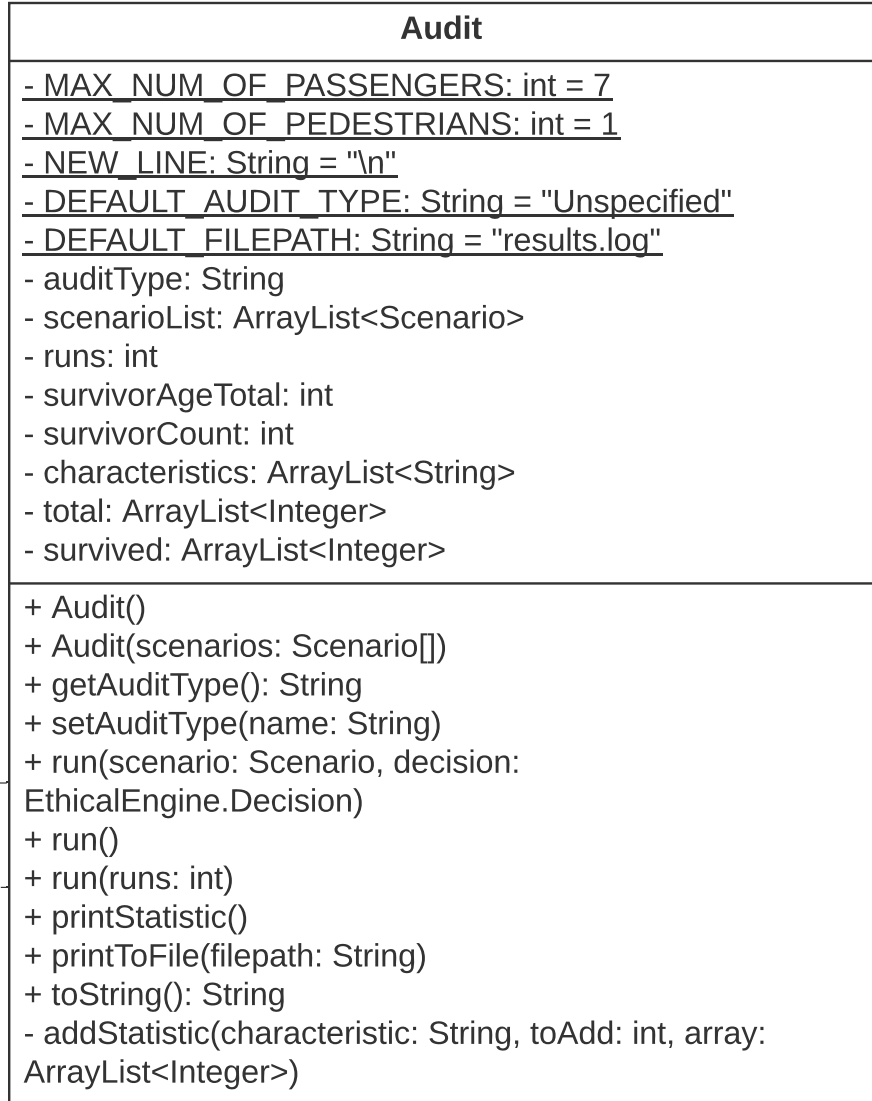 Audit
- MAX_NUM_OF_PASSENGERS: int = 7
- MAX_NUM_OF_PEDESTRIANS: int = 1
- NEW_LINE: String = "\n"
- DEFAULT_AUDIT_TYPE: String = "Unspecified"
- DEFAULT_FILEPATH: String = "results.log"
- auditType: String
- scenarioList: ArrayList<Scenario>
- runs: int
- survivorAgeTotal: int
- survivorCount: int
- characteristics: ArrayList<String>
- total: ArrayList<Integer>
- survived: ArrayList<Integer>
+ Audit()
+ Audit(scenarios: Scenario[])
+ getAuditType(): String
+ setAuditType(name: String)
+ run(scenario: Scenario, decision:
EthicalEngine.Decision)
+ run()
+ run(runs: int)
+ printStatistic()
+ printToFile(filepath: String)
+ toString(): String
- addStatistic(characteristic: String, toAdd: int, array:
ArrayList<Integer>)